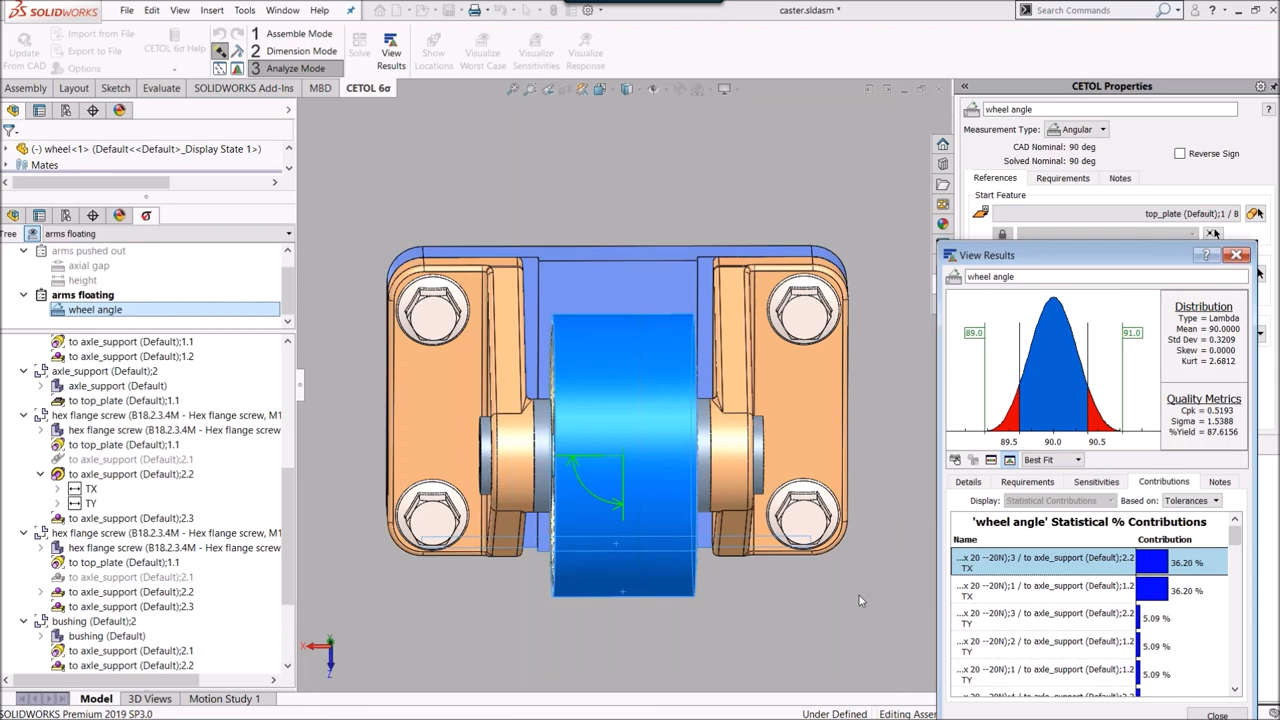 SOLIDWORKS
File
Edit
View
Insert
Tools
Window
Help
caster.sldasm *
Search Commands
Update
From CAD
Import from File
Export to File
Options
CETOL 6σ Help
1 Assemble Mode
2 Dimension Mode
3 Analyze Mode
Solve
View
Results
Show
Locations
Visualize
Worst Case
Visualize
Sensitivities
Visualize
Response
Assembly
Layout
Sketch
Evaluate
SOLIDWORKS Add-Ins
MBD
CETOL 6σ
(-) wheel<1> (Default<<Default>_Display State 1>)
Mates
Tree
arms floating
arms pushed out
axial gap
height
arms floating
wheel angle
to axle_support (Default);1.1
to axle_support (Default);1.2
axle_support (Default);2
axle_support (Default)
to top_plate (Default);1.1
hex flange screw (B18.2.3.4M - Hex flange screw, M1
hex flange screw (B18.2.3.4M - Hex flange screw
to top_plate (Default);1.1
to axle_support (Default);2.1
to axle_support (Default);2.2
TX
TY
to axle_support (Default);2.3
hex flange screw (B18.2.3.4M - Hex flange screw, M1
hex flange screw (B18.2.3.4M - Hex flange screw
to top_plate (Default);1.1
to axle_support (Default);2.1
to axle_support (Default);2.2
to axle_support (Default);2.3
bushing (Default);2
bushing (Default)
to axle_support (Default);2.1
to axle_support (Default);2.2
X
Z
CETOL Properties
wheel angle
Measurement Type:
Angular
CAD Nominal: 90 deg
Solved Nominal: 90 deg
Reverse Sign
References
Requirements
Notes
Start Feature
top_plate (Default);1 / B
View Results
wheel angle
89.0
91.0
89.5
90.0
90.5
Distribution
Type = Lambda
Mean = 90.0000
Std Dev = 0.3209
Skew = 0.0000
Kurt = 2.6812
Quality Metrics
Cpk = 0.5193
Sigma = 1.5388
%Yield = 87.6156
Best Fit
Details
Requirements
Sensitivities
Contributions
Notes
Display:
Statistical Contributions
Based on:
Tolerances
'wheel angle' Statistical % Contributions
Name
Contribution
...x 20 --20N);3 / to axle_support (Default);2.2
TX
36.20 %
...x 20 --20N);1 / to axle_support (Default);1.2
TX
36.20 %
...x 20 --20N);3 / to axle_support (Default);2.2
TY
5.09 %
...x 20 --20N);2 / to axle_support (Default);2.2
TY
5.09 %
...x 20 --20N);1 / to axle_support (Default);1.2
TY
5.09 %
Close
Model
3D Views
Motion Study 1
SOLIDWORKS Premium 2019 SP3.0
Under Defined
Editing Asse